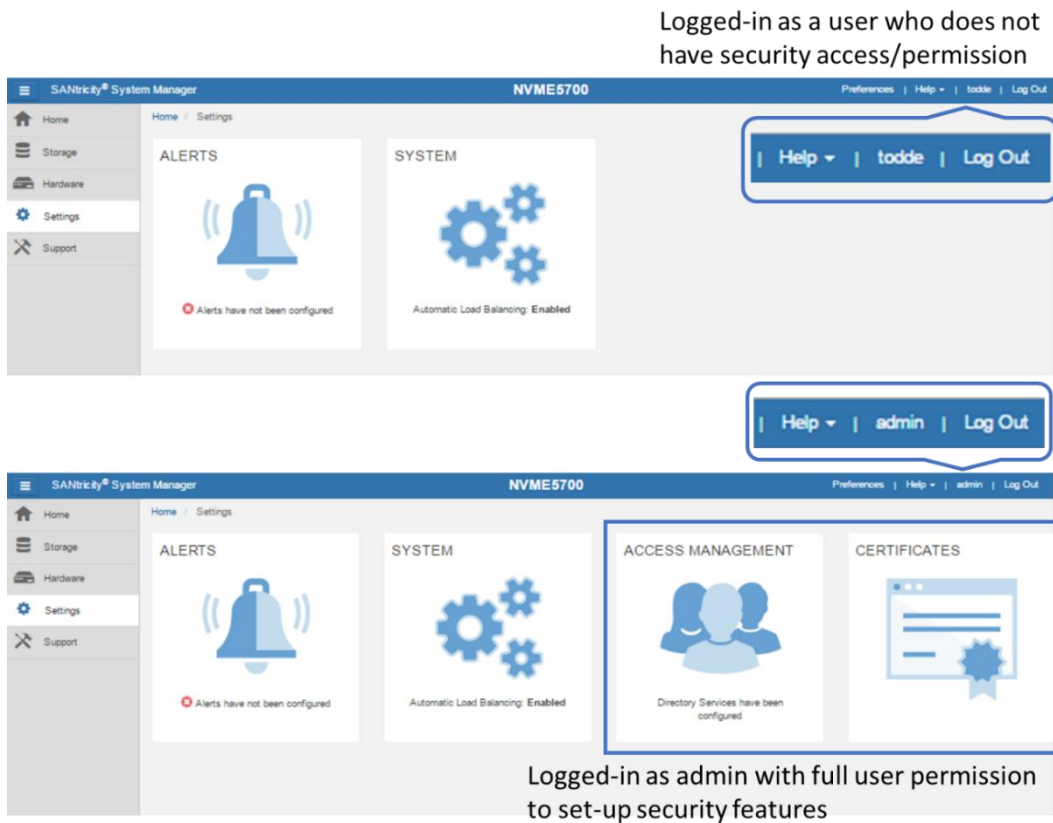 Logged-in as a user who does not
have security access/permission
SANtricity® System Manager NVME5700 Preferences | Help | todde | Log Out
Home
Storage
Hardware
Settings
Support
Home / Settings
ALERTS
Alerts have not been configured
SYSTEM
Automatic Load Balancing: Enabled
| Help | todde | Log Out
| Help | admin | Log Out
SANtricity® System Manager NVME5700 Preferences | Help | admin | Log Out
Home
Storage
Hardware
Settings
Support
Home / Settings
ALERTS
Alerts have not been configured
SYSTEM
Automatic Load Balancing: Enabled
ACCESS MANAGEMENT
Directory Services have been
configured
CERTIFICATES
Logged-in as admin with full user permission
to set-up security features